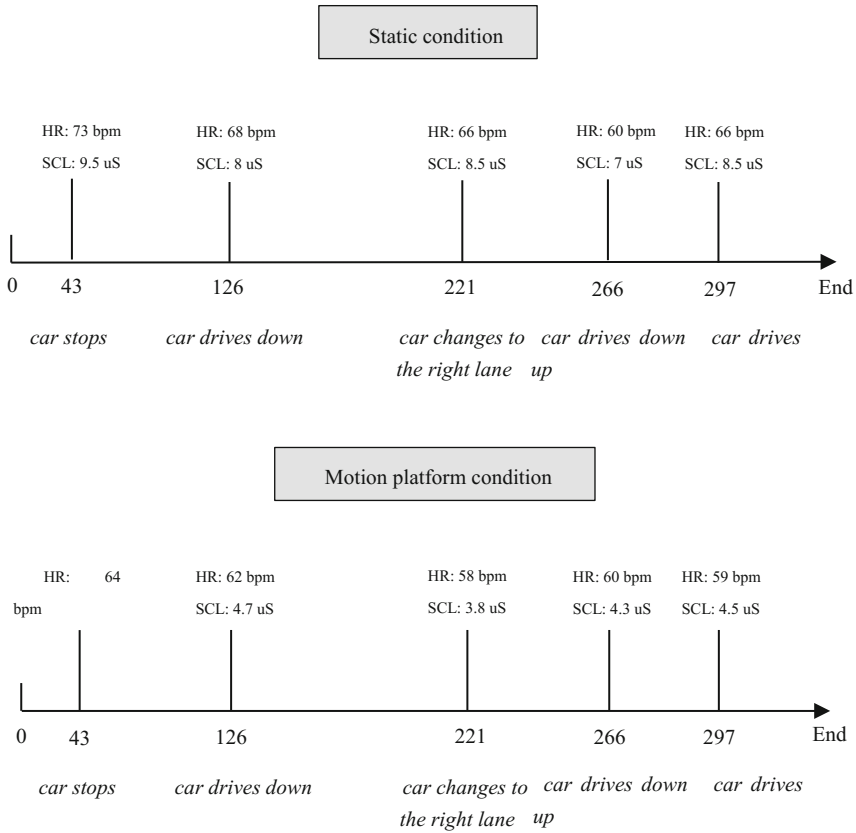 Static condition
HR: 73 bpm HR: 68 bpm HR: 66 bpm HR: 60 bpm HR: 66 bpm
SCL: 9.5 uS SCL: 8 uS SCL: 8.5 uS SCL: 7 uS SCL: 8.5 uS
0 43 126 221 266 297 End
car stops car drives down car changes to car drives down car drives
the right lane up
Motion platform condition
HR: 64 HR: 62 bpm HR: 58 bpm HR: 60 bpm HR: 59 bpm
bpm SCL: 4.7 uS SCL: 3.8 uS SCL: 4.3 uS SCL: 4.5 uS
0 43 126 221 266 297 End
car stops car drives down car changes to car drives down car drives
the right lane up